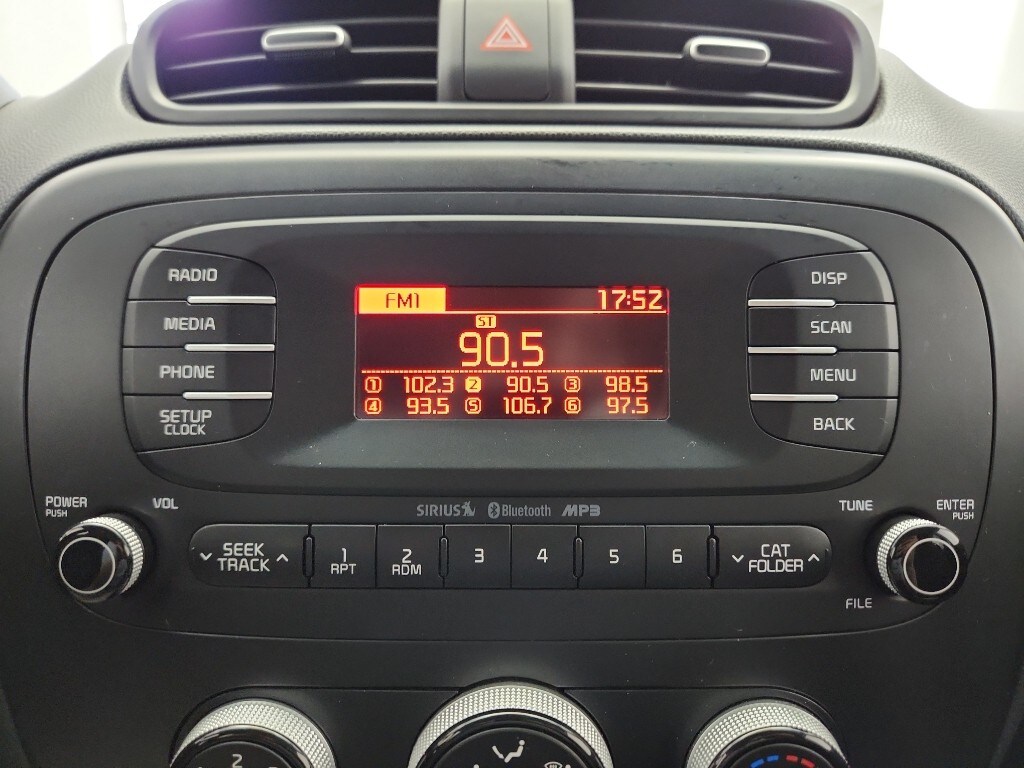 RADIO
MEDIA
PHONE
SETUP
CLOCK
FM1 17:52
ST
90.5
1 102.3 2 90.5 3 98.5
4 93.5 5 106.7 6 97.5
DISP
SCAN
MENU
BACK
POWER
PUSH
VOL
SIRIUS Bluetooth MP3
TUNE
ENTER
PUSH
SEEK
TRACK
1
RPT
2
RDM
3
4
5
6
CAT
FOLDER
FILE
2